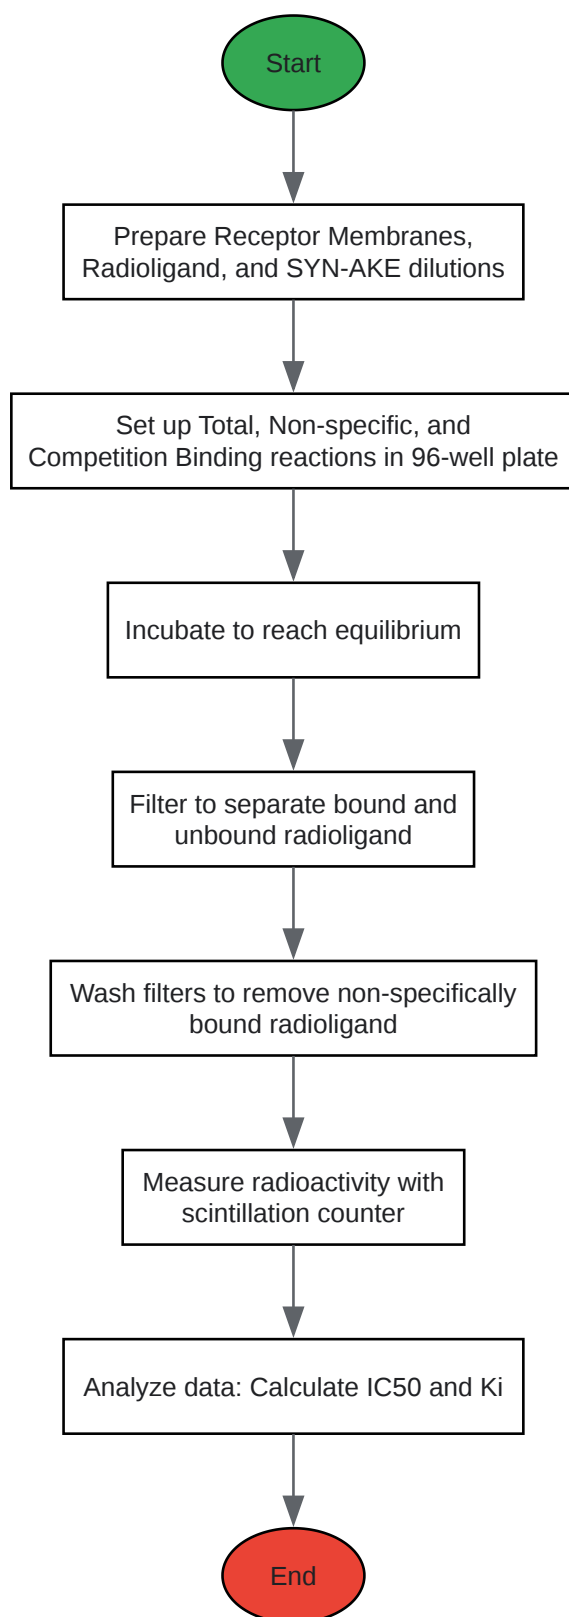 Start
Prepare Receptor Membranes,
Radioligand, and SYN-AKE dilutions
Set up Total, Non-specific, and
Competition Binding reactions in 96-well plate
Incubate to reach equilibrium
Filter to separate bound and
unbound radioligand
Wash filters to remove non-specifically
bound radioligand
Measure radioactivity with
scintillation counter
Analyze data: Calculate IC50 and Ki
End